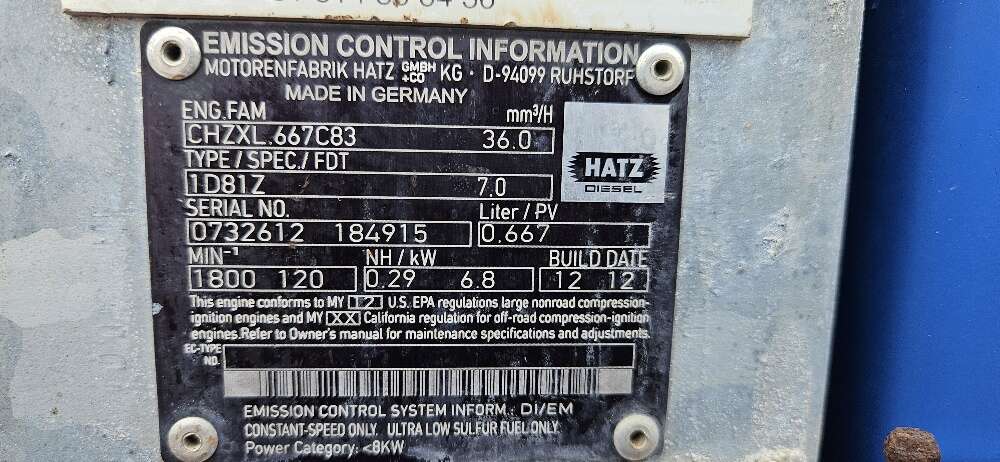 EMISSION CONTROL INFORMATION
MOTORENFABRIK HATZ GMBH +CO KG · D-94099 RUHSTORF
MADE IN GERMANY
ENG.FAM mm³/H
CHZXL.667C83 36.0
TYPE / SPEC./ FDT
1D81Z 7.0
HATZ
DIESEL
SERIAL NO. Liter / PV
0732612 184915 0.667
MIN-¹ NH / kW BUILD DATE
1800 120 0.29 6.8 12 12
This engine conforms to MY 12 U.S. EPA regulations large nonroad compression-
ignition engines and MY XX California regulation for off-road compression-ignition
engines. Refer to Owner's manual for maintenance specifications and adjustments.
EC-TYPE
NO.
EMISSION CONTROL SYSTEM INFORM. DI/EM
CONSTANT-SPEED ONLY. ULTRA LOW SULFUR FUEL ONLY
Power Category: <8KW